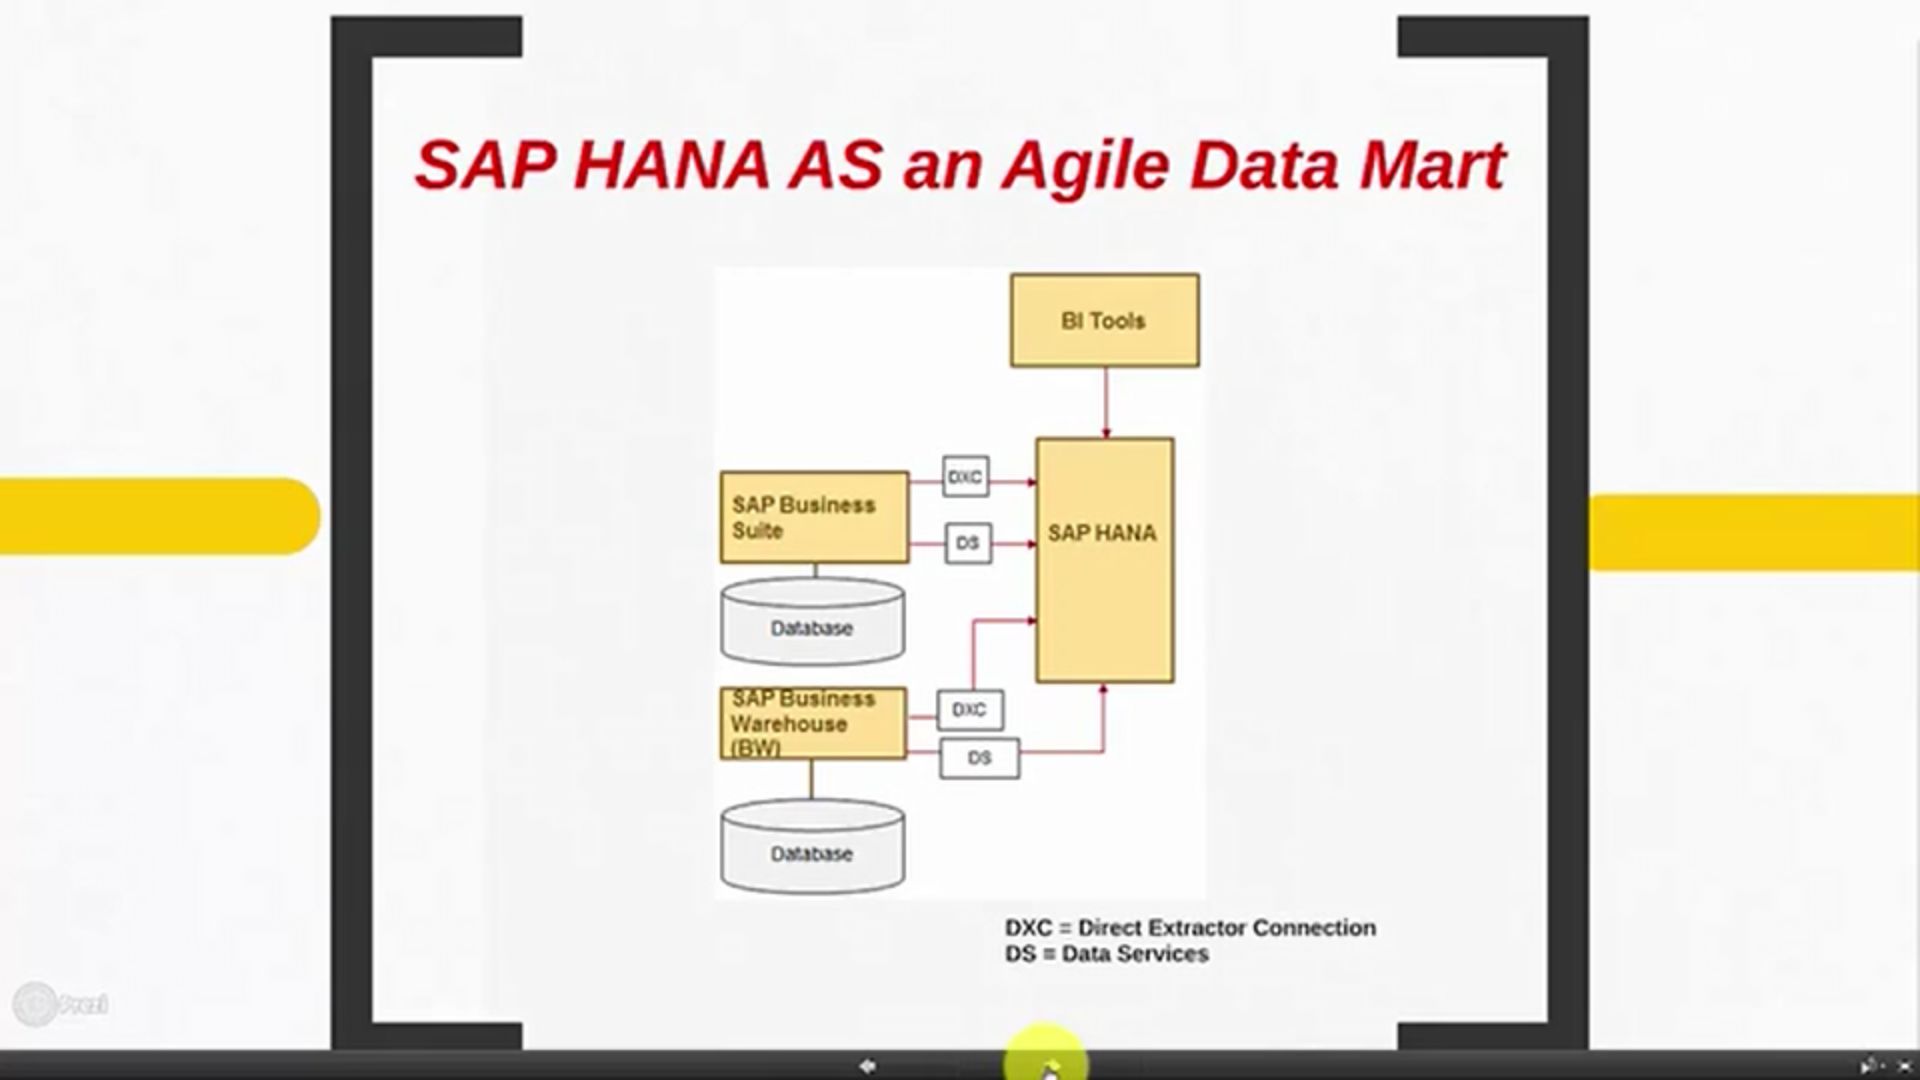 SAP HANA AS an Agile Data Mart
BI Tools
SAP Business
Suite
DXC
DS
SAP HANA
Database
SAP Business
Warehouse
(BW)
DXC
DS
Database
DXC = Direct Extractor Connection
DS = Data Services
Prezi